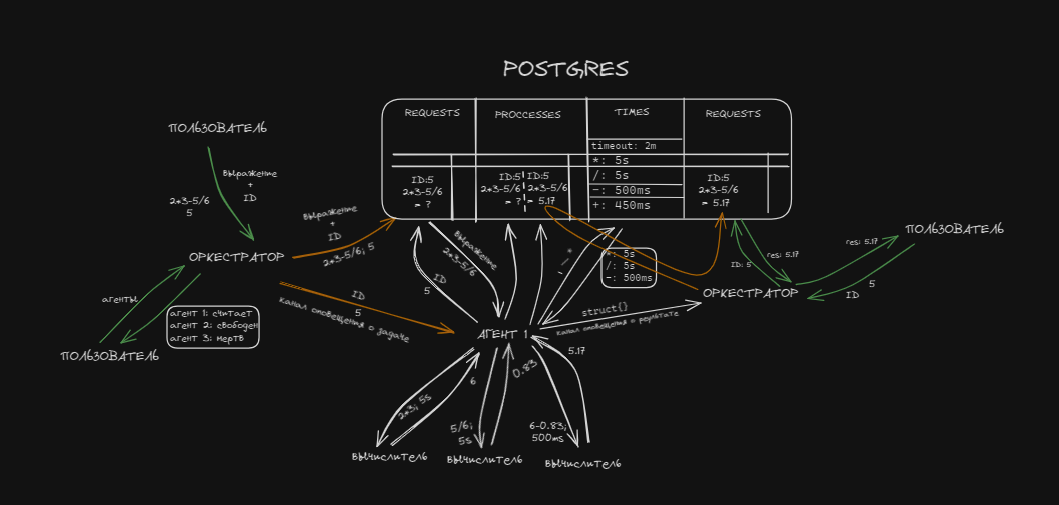 POSTGRES
REQUESTS
PROCCESSES
TIMES
REQUESTS
timeout: 2m
*: 5s
/: 5s
-: 500ms
+: 450ms
ID:5
2*3-5/6
= ?
ID:5
2*3-5/6
= ?
ID:5
2*3-5/6
= 5.17
ID:5
2*3-5/6
= 5.17
ПОЛЬЗОВАТЕЛЬ
Выражение
+
ID
2*3-5/6
5
ОРКЕСТРАТОР
Выражение
+
ID
2*3-5/6; 5
ID
5
канал оповещения о задаче
агенты
агент 1: считает
агент 2: свободен
агент 3: мертв
ПОЛЬЗОВАТЕЛЬ
Выражение
2*3-5/6
ID
5
- / *
*: 5s
/: 5s
-: 500ms
АГЕНТ 1
struct{}
канал оповещения о результате
ОРКЕСТРАТОР
ID: 5
res: 5.17
res: 5.17
5
ID
ПОЛЬЗОВАТЕЛЬ
2*3; 5s
6
5/6;
5s
0.83
6-0.83;
500ms
5.17
ВЫЧИСЛИТЕЛЬ
ВЫЧИСЛИТЕЛЬ
ВЫЧИСЛИТЕЛЬ